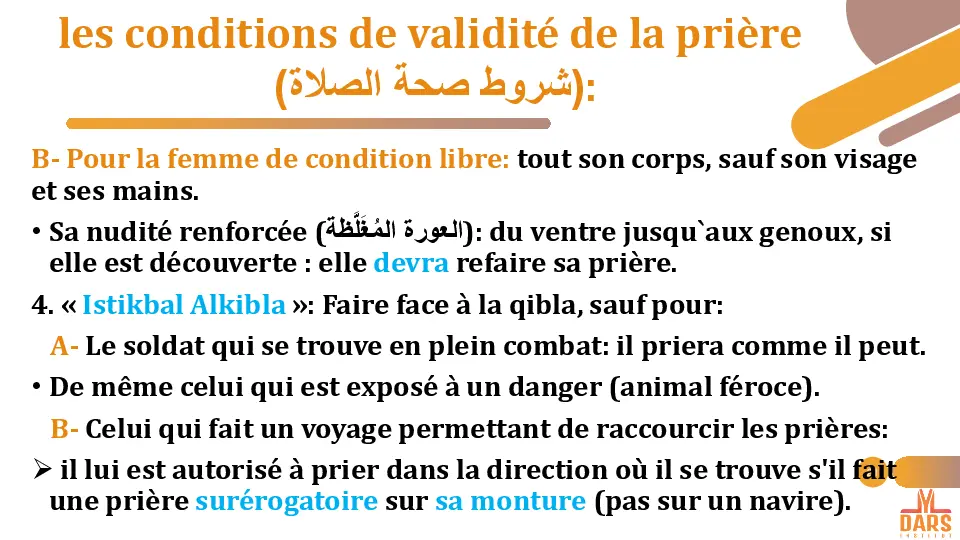 les conditions de validité de la prière
(شروط صحة الصلاة):
B- Pour la femme de condition libre: tout son corps, sauf son visage
et ses mains.
• Sa nudité renforcée (العورة المُغَلَّظة): du ventre jusqu`aux genoux, si
elle est découverte : elle devra refaire sa prière.
4. « Istikbal Alkibla »: Faire face à la qibla, sauf pour:
A- Le soldat qui se trouve en plein combat: il priera comme il peut.
• De même celui qui est exposé à un danger (animal féroce).
B- Celui qui fait un voyage permettant de raccourcir les prières:
➢ il lui est autorisé à prier dans la direction où il se trouve s'il fait
une prière surérogatoire sur sa monture (pas sur un navire).
DARS
INSTITUT